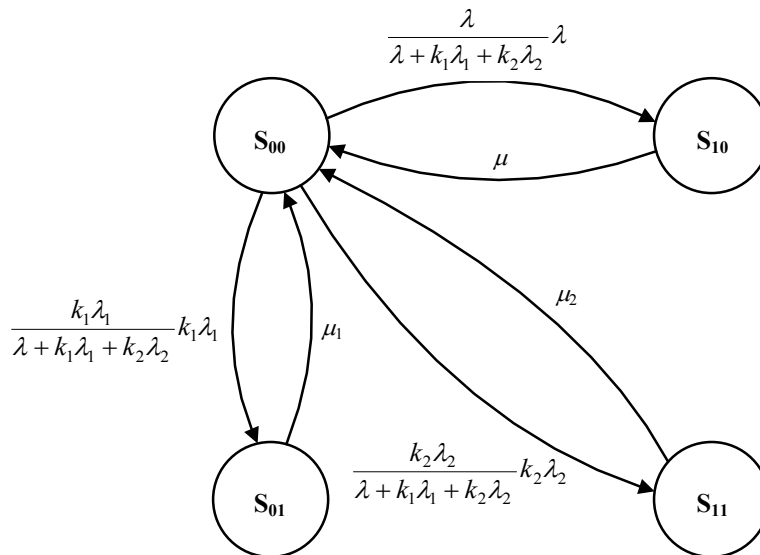 λ / (λ + k₁λ₁ + k₂λ₂) λ
S₀₀
S₁₀
μ
μ₂
k₁λ₁ / (λ + k₁λ₁ + k₂λ₂) k₁λ₁
μ₁
k₂λ₂ / (λ + k₁λ₁ + k₂λ₂) k₂λ₂
S₀₁
S₁₁